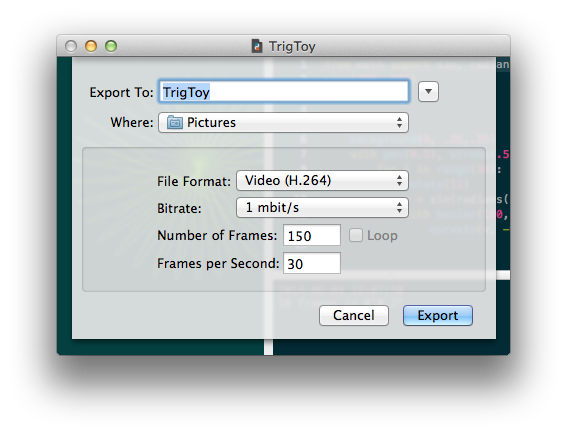 TrigToy
Export To: TrigToy
Where: Pictures
File Format: Video (H.264)
Bitrate: 1 mbit/s
Number of Frames: 150 Loop
Frames per Second: 30
Cancel Export